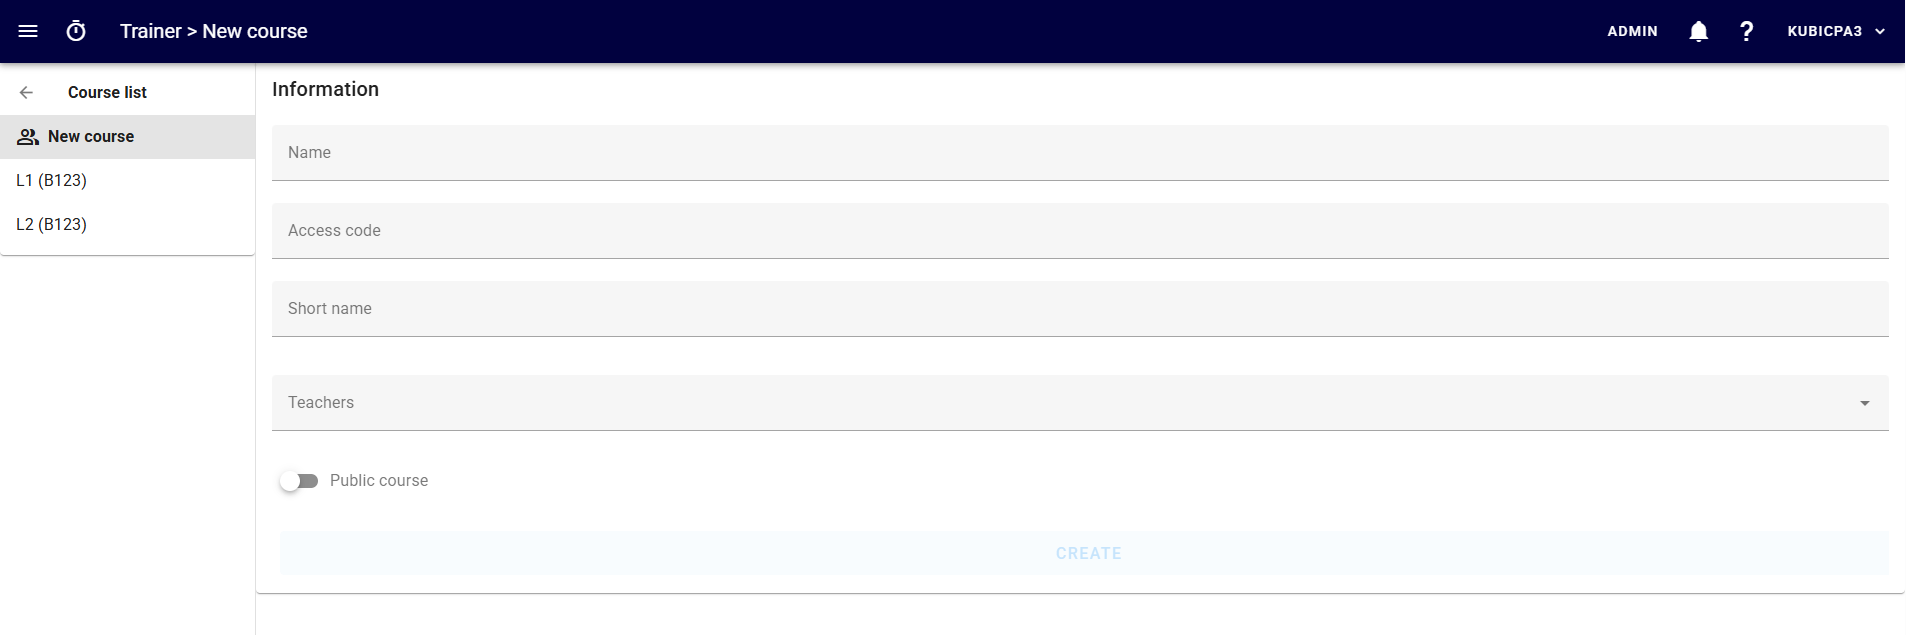 Trainer > New course
ADMIN
KUBICPA3
Course list
New course
L1 (B123)
L2 (B123)
Information
Name
Access code
Short name
Teachers
Public course
CREATE